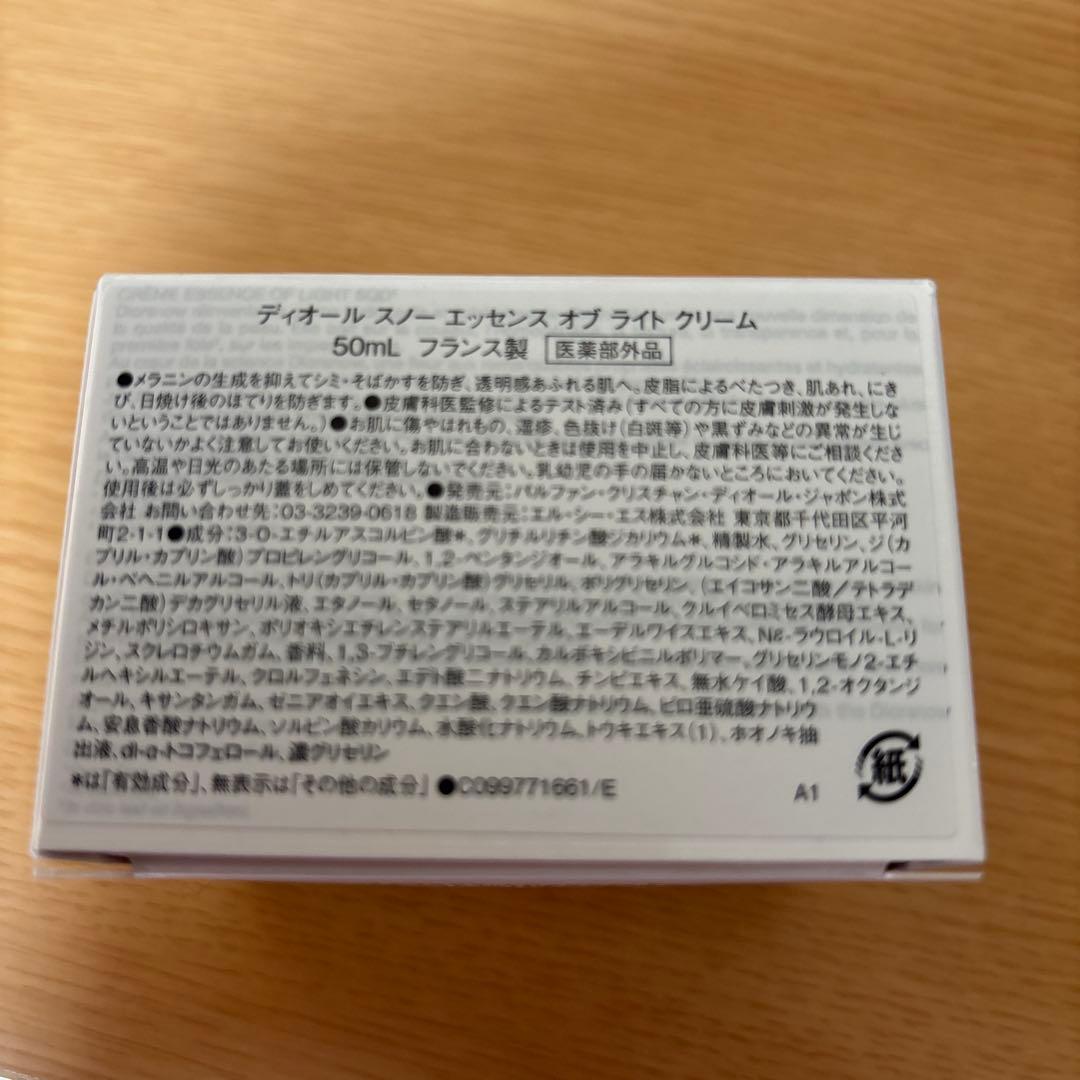 ディオール スノー エッセンス オブ ライト クリーム
50mL フランス製 医薬部外品
●メラニンの生成を抑えてシミ・そばかすを防ぎ、透明感あふれる肌へ。皮脂によるべたつき、肌あれ、にき
び、日焼け後のほてりを防ぎます。●皮膚科医監修によるテスト済み(すべての方に皮膚刺激が発生しな
いということではありません。)●お肌に傷やはれもの、湿疹、色抜け(白斑等)や黒ずみなどの異常が生じ
ていないかよく注意してお使いください。お肌に合わないときは使用を中止し、皮膚科医等にご相談くださ
い。高温や日光のあたる場所には保管しないでください。乳幼児の手の届かないところにおいてください。
使用後は必ずしっかり蓋をしめてください。●発売元:パルファン・クリスチャン・ディオール・ジャポン株式
会社 お問い合わせ先:03-3239-0618 製造販売元:エル・シー・エス株式会社 東京都千代田区平河
町2-1-1●成分:3-O-エチルアスコルビン酸*、グリチルリチン酸ジカリウム*、精製水、グリセリン、ジ(カ
プリル・カプリン酸)プロピレングリコール、1,2-ペンタンジオール、アラキルグルコシド・アラキルアルコー
ル・ベヘニルアルコール、トリ(カプリル・カプリン酸)グリセリル、ポリグリセリン、(エイコサン二酸/テトラデ
カン二酸)デカグリセリル液、エタノール、セタノール、ステアリルアルコール、クルイベロミセス酵母エキス、
メチルポリシロキサン、ポリオキシエチレンステアリルエーテル、エーデルワイスエキス、Nε-ラウロイル-L-リ
ジン、スクレロチウムガム、香料、1,3-ブチレングリコール、カルボキシビニルポリマー、グリセリンモノ2-エチ
ルヘキシルエーテル、クロルフェネシン、エデト酸二ナトリウム、チンピエキス、無水ケイ酸、1,2-オクタンジ
オール、キサンタンガム、ゼニアオイエキス、クエン酸、クエン酸ナトリウム、ピロ亜硫酸ナトリウ
ム、安息香酸ナトリウム、ソルビン酸カリウム、水酸化ナトリウム、トウキエキス(1)、ホオノキ抽
出液、dl-α-トコフェロール、濃グリセリン
*は「有効成分」、無表示は「その他の成分」 ●C099771661/E A1 紙